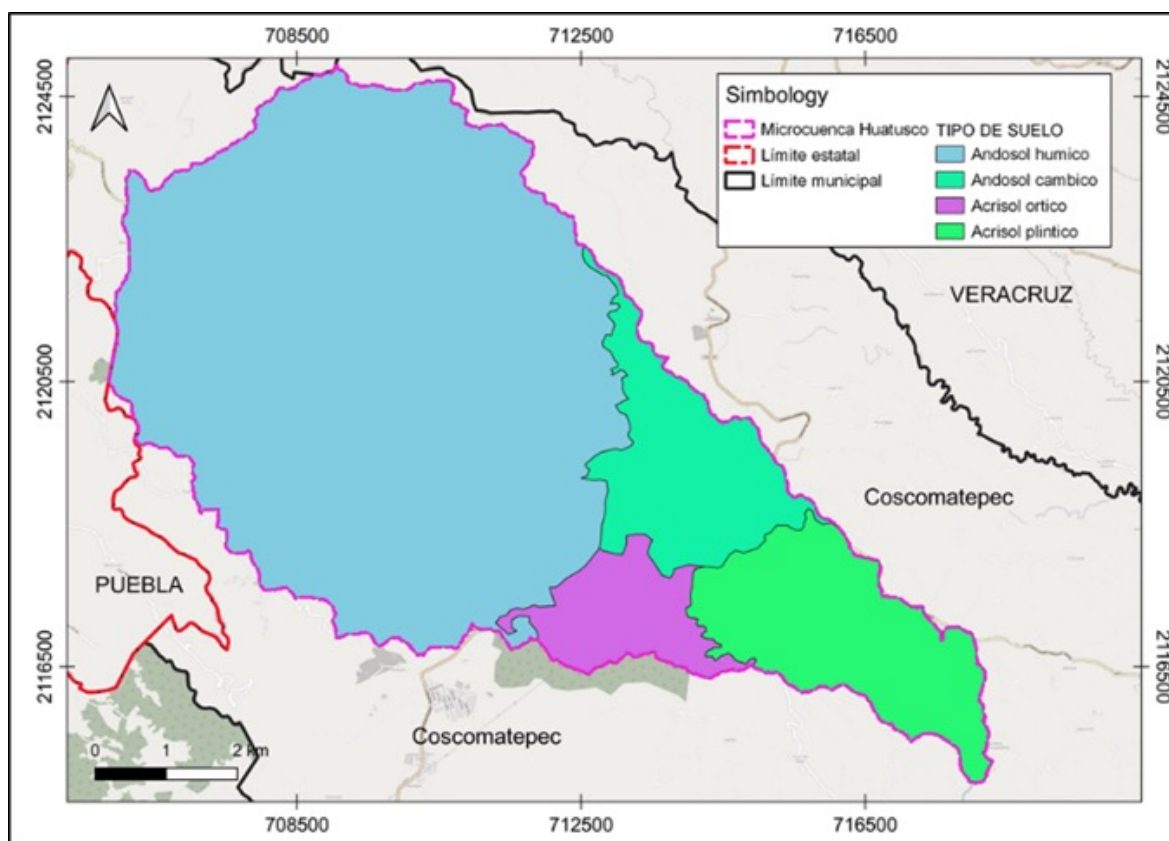 708500 712500 716500
2124500 2124500
Simbology
Microcuenca Huatusco
Límite estatal
Límite municipal
TIPO DE SUELO
Andosol humico
Andosol cambico
Acrisol ortico
Acrisol plintico
VERACRUZ
2120500 2120500
Coscomatepec
PUEBLA
2116500 2116500
Coscomatepec
0 1 2 km
708500 712500 716500